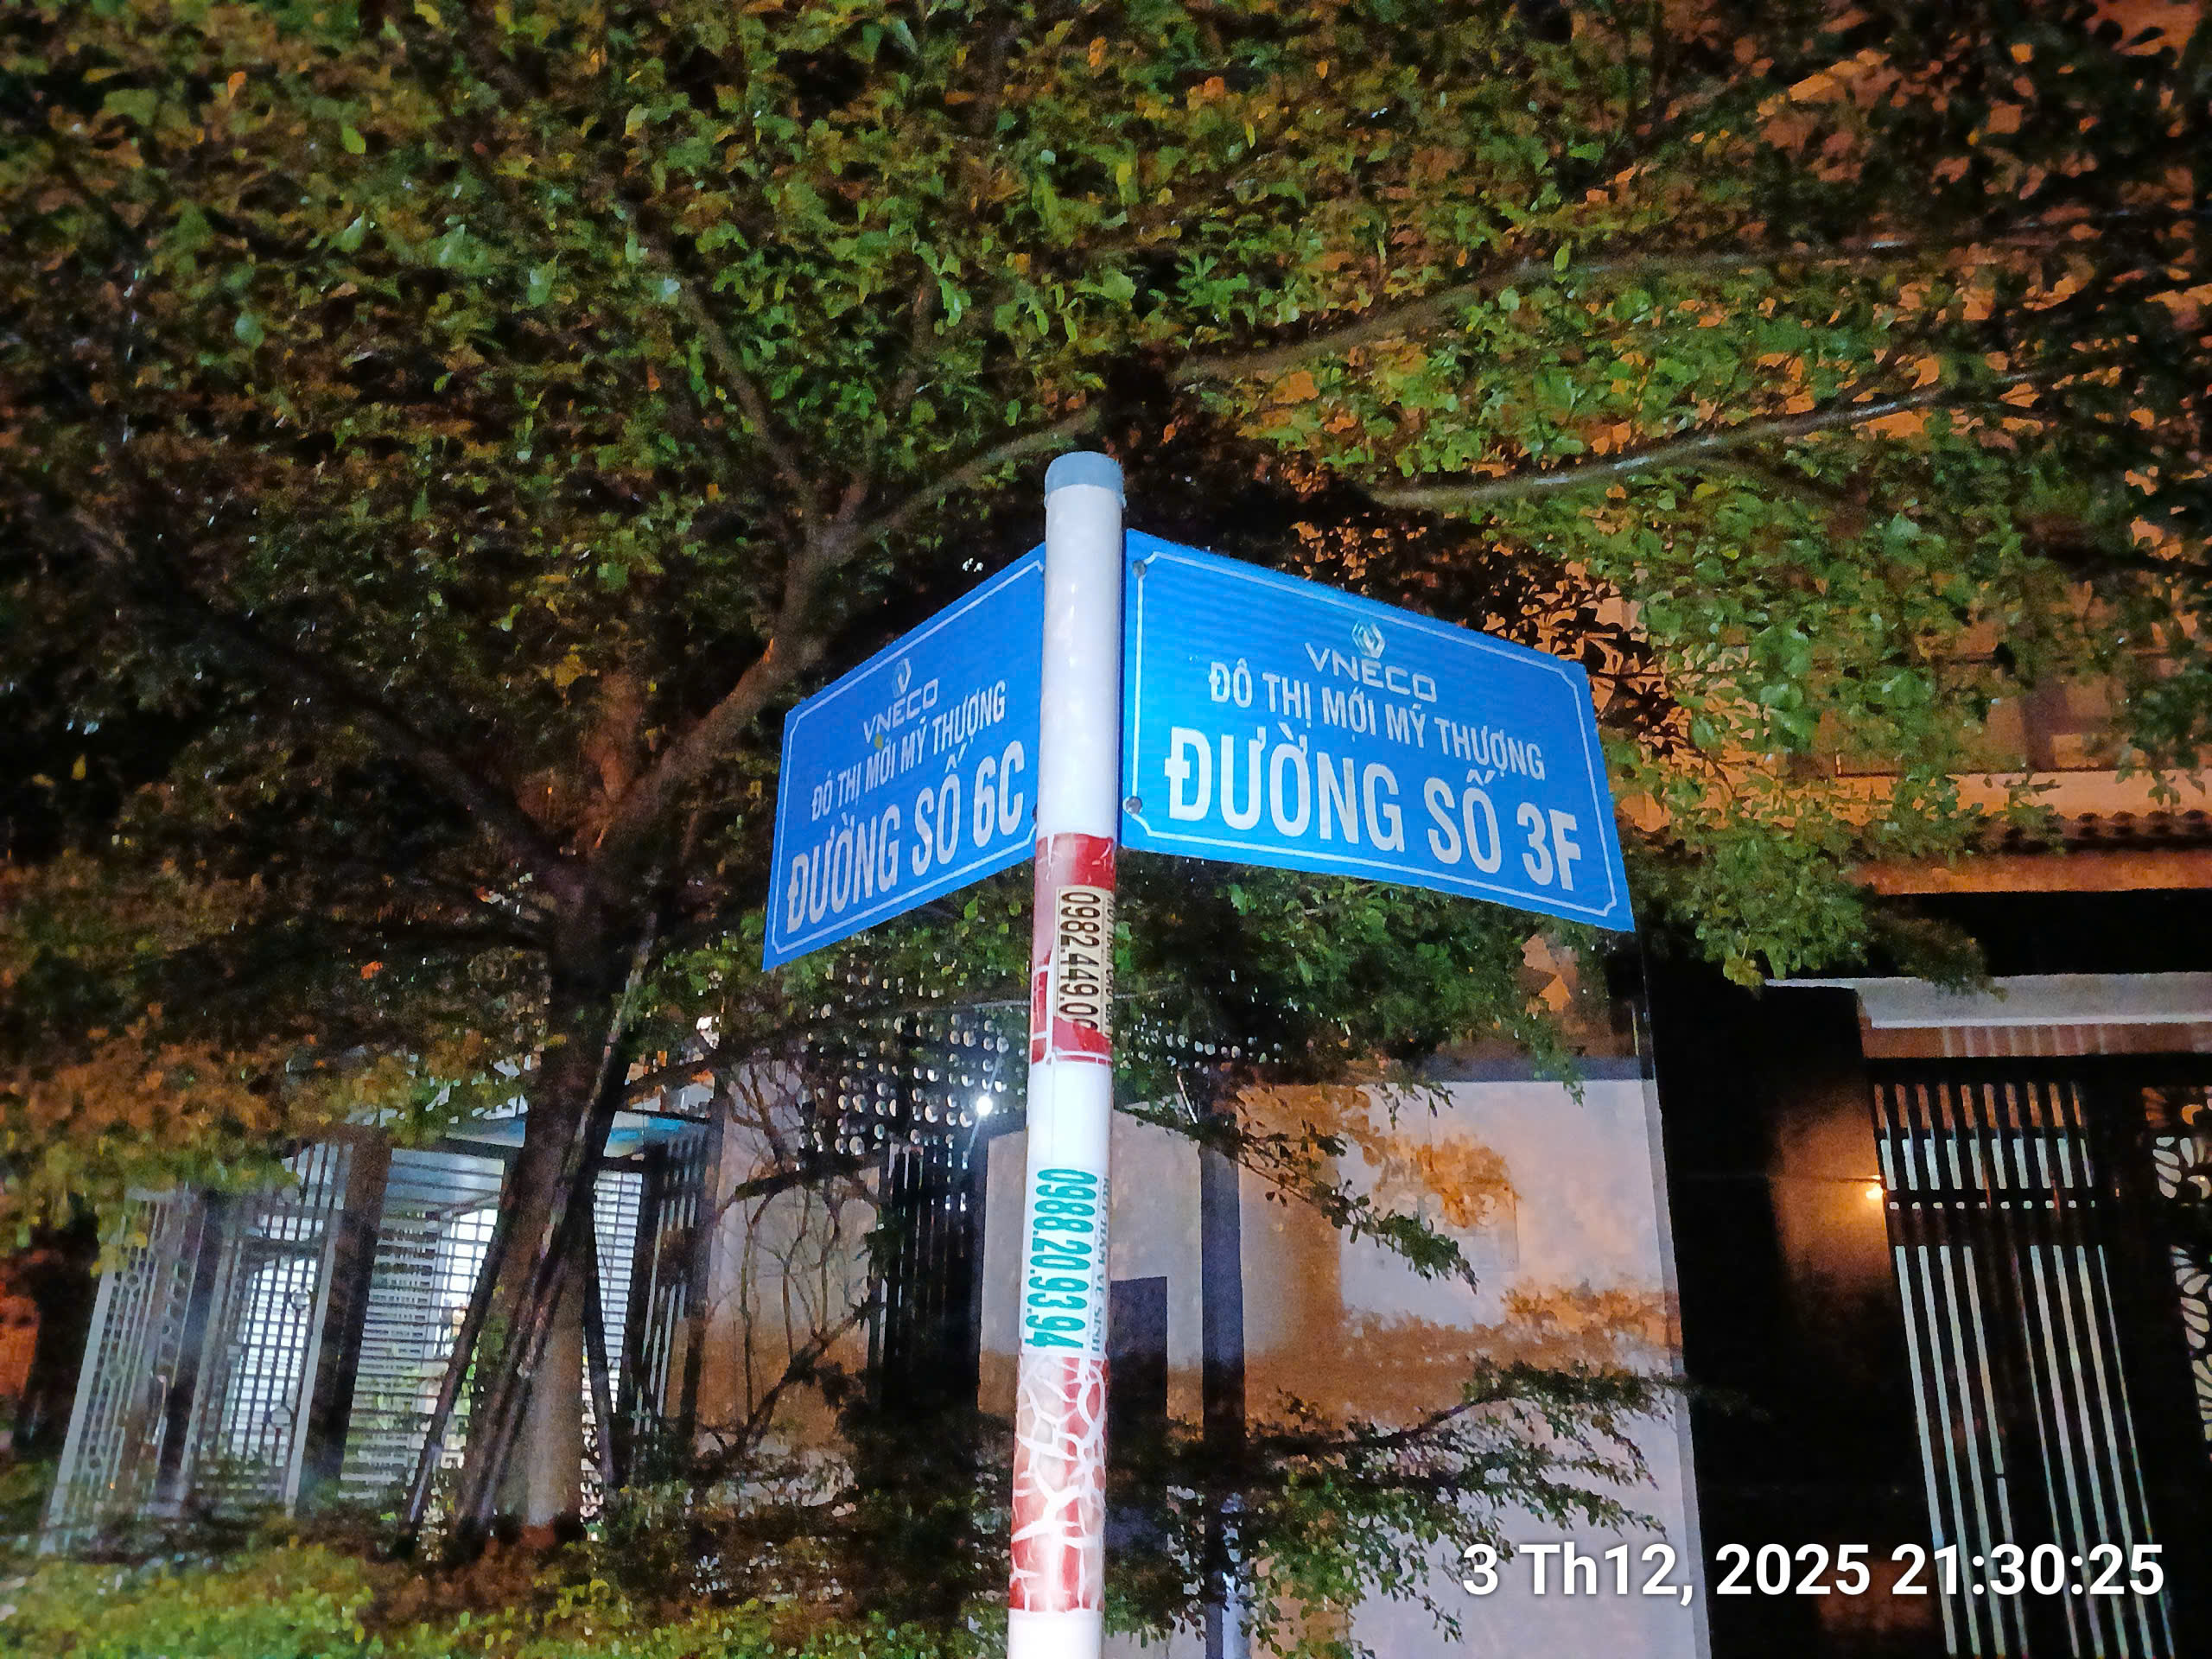 VNECO
ĐÔ THỊ MỚI MỸ THƯỢNG
ĐƯỜNG SỐ 6C
VNECO
ĐÔ THỊ MỚI MỸ THƯỢNG
ĐƯỜNG SỐ 3F
0982.449.0
0988.20.93.94
3 Th12, 2025 21:30:25